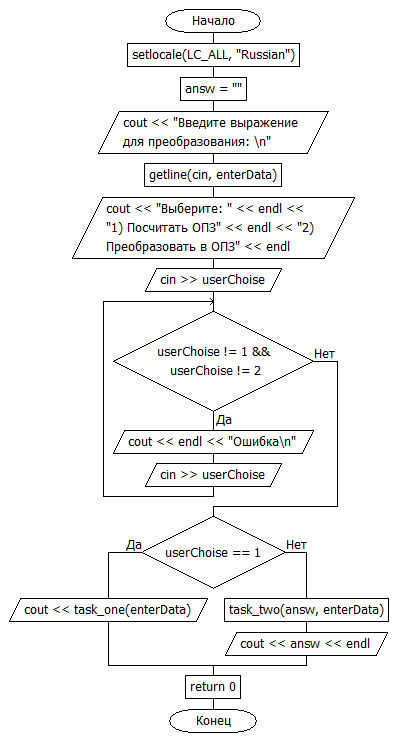 Начало
setlocale(LC_ALL, "Russian")
answ = ""
cout << "Введите выражение
для преобразования: \n"
getline(cin, enterData)
cout << "Выберите: " << endl <<
"1) Посчитать ОПЗ" << endl << "2)
Преобразовать в ОПЗ" << endl
cin >> userChoise
userChoise != 1 &&
userChoise != 2
Нет
Да
cout << endl << "Ошибка\n"
cin >> userChoise
Да
userChoise == 1
Нет
cout << task_one(enterData)
task_two(answ, enterData)
cout << answ << endl
return 0
Конец